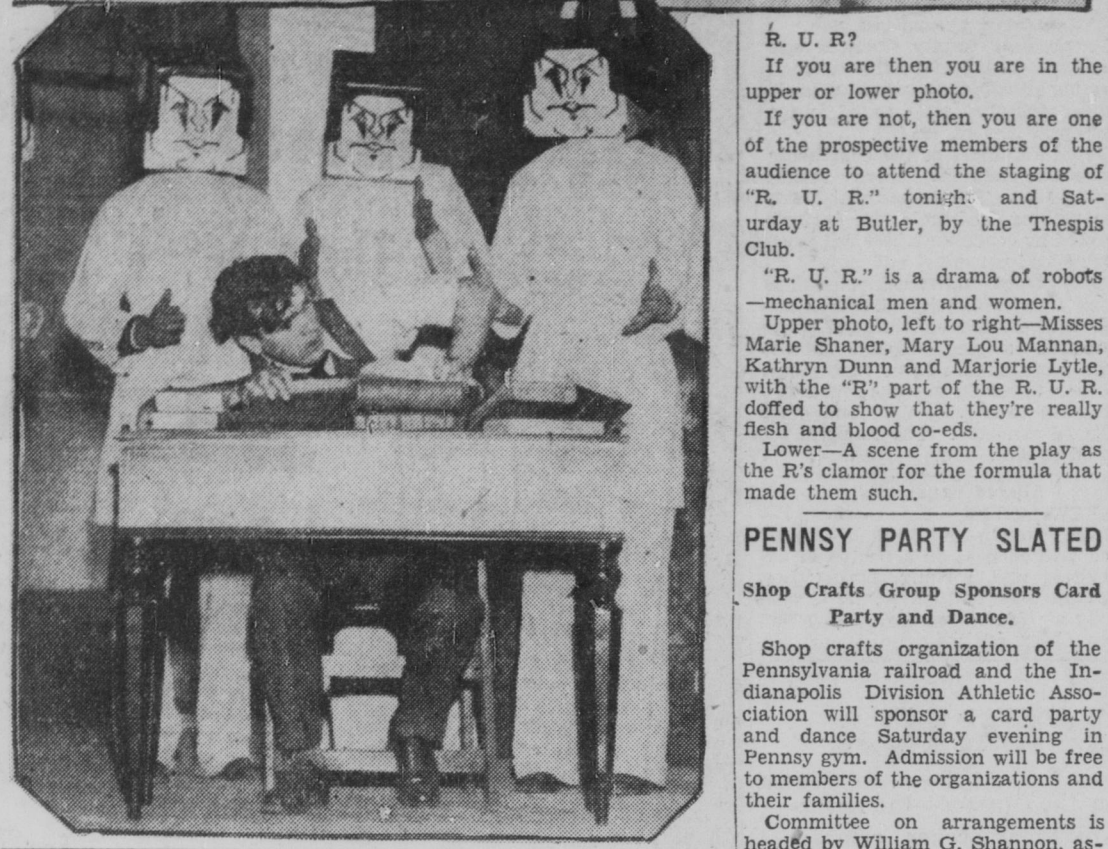 R. U. R?
If you are then you are in the
upper or lower photo.
If you are not, then you are one
of the prospective members of the
audience to attend the staging of
"R. U. R." tonight and Sat-
urday at Butler, by the Thespis
Club.
"R. U. R." is a drama of robots
—mechanical men and women.
Upper photo, left to right—Misses
Marie Shaner, Mary Lou Mannan,
Kathryn Dunn and Marjorie Lytle,
with the "R" part of the R. U. R.
doffed to show that they're really
flesh and blood co-eds.
Lower—A scene from the play as
the R's clamor for the formula that
made them such.
PENNSY PARTY SLATED
Shop Crafts Group Sponsors Card
Party and Dance.
Shop crafts organization of the
Pennsylvania railroad and the In-
dianapolis Division Athletic Asso-
ciation will sponsor a card party
and dance Saturday evening in
Pennsy gym. Admission will be free
to members of the organizations and
their families.
Committee on arrangements is
headed by William G. Shannon, as-